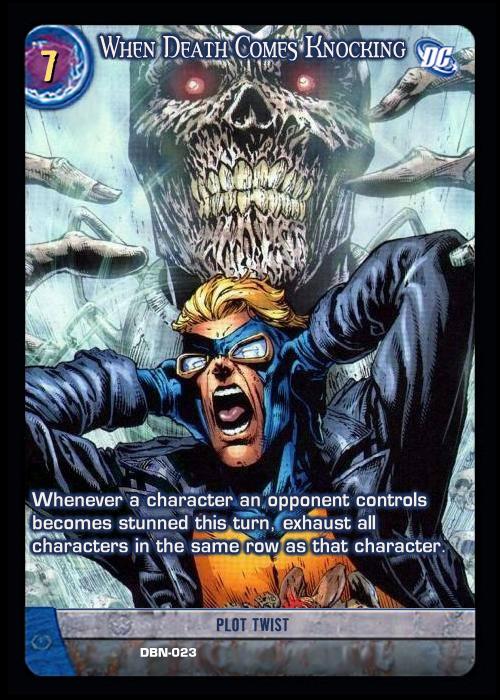 7
When Death Comes Knocking
DC
Whenever a character an opponent controls
becomes stunned this turn, exhaust all
characters in the same row as that character.
PLOT TWIST
DBN-023